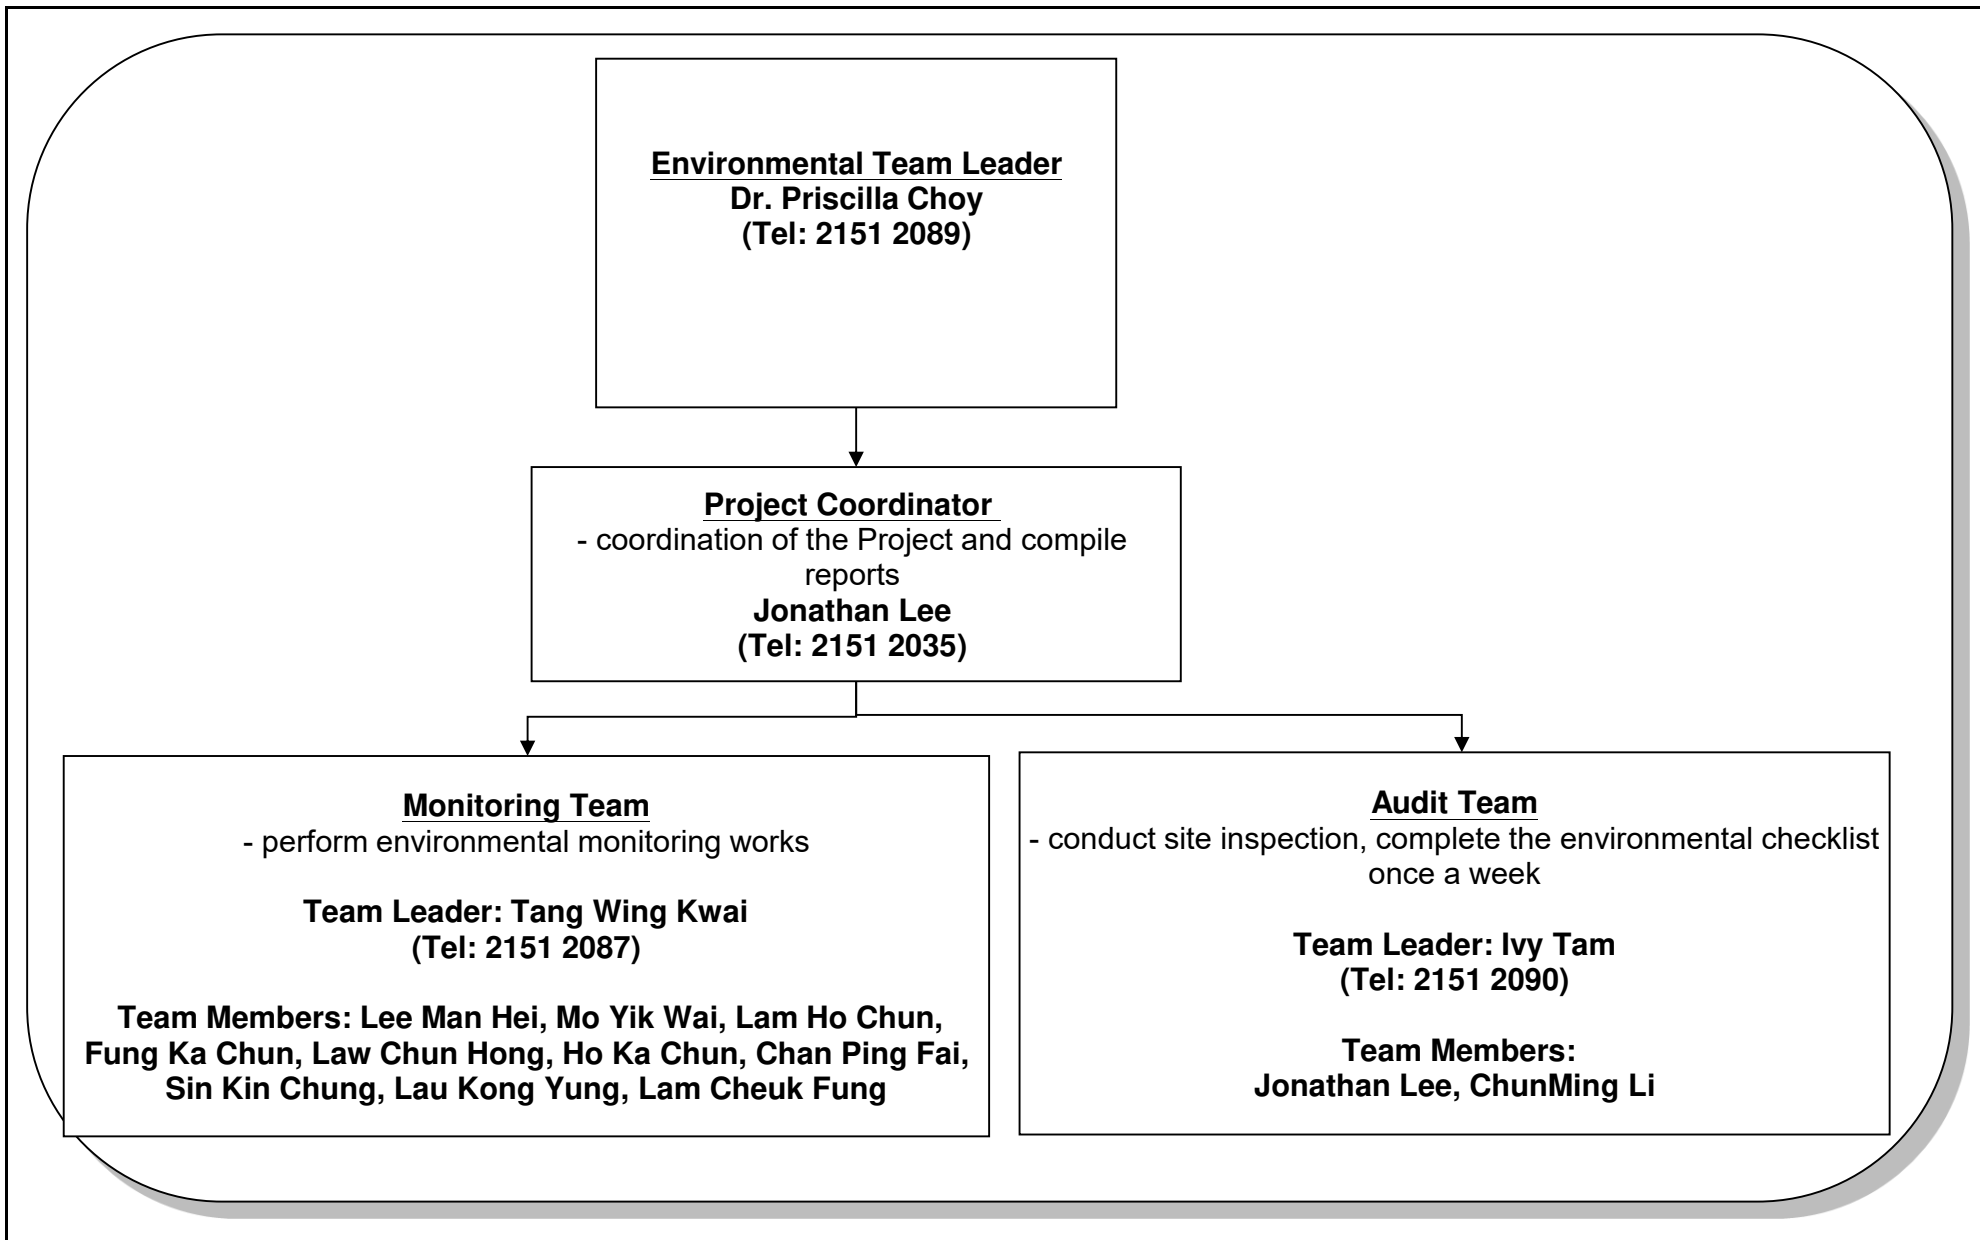 Environmental Team Leader
Dr. Priscilla Choy
(Tel: 2151 2089)
Project Coordinator
- coordination of the Project and compile
reports
Jonathan Lee
(Tel: 2151 2035)
Monitoring Team
- perform environmental monitoring works
Team Leader: Tang Wing Kwai
(Tel: 2151 2087)
Team Members: Lee Man Hei, Mo Yik Wai, Lam Ho Chun,
Fung Ka Chun, Law Chun Hong, Ho Ka Chun, Chan Ping Fai,
Sin Kin Chung, Lau Kong Yung, Lam Cheuk Fung
Audit Team
- conduct site inspection, complete the environmental checklist
once a week
Team Leader: Ivy Tam
(Tel: 2151 2090)
Team Members:
Jonathan Lee, ChunMing Li